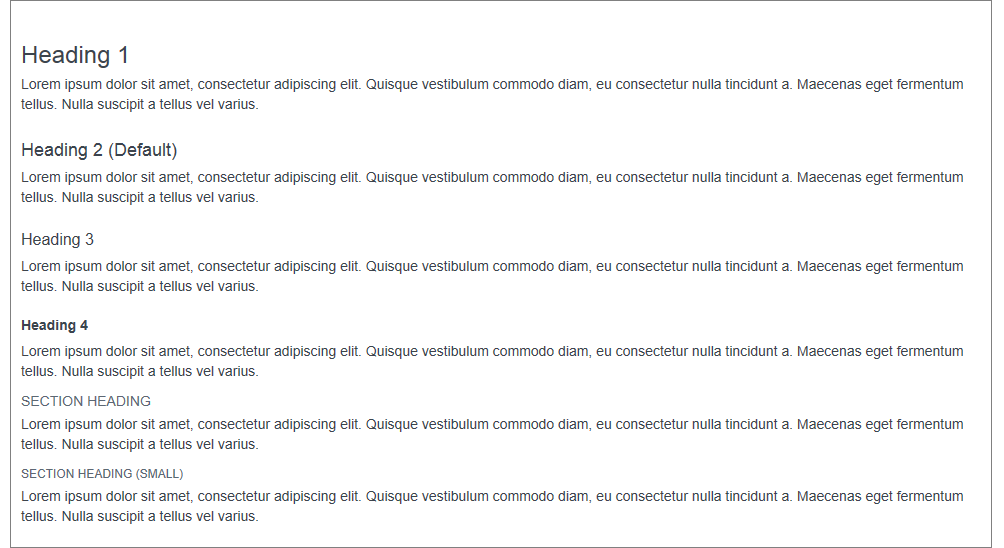 Heading 1
Lorem ipsum dolor sit amet, consectetur adipiscing elit. Quisque vestibulum commodo diam, eu consectetur nulla tincidunt a. Maecenas eget fermentum
tellus. Nulla suscipit a tellus vel varius.
Heading 2 (Default)
Lorem ipsum dolor sit amet, consectetur adipiscing elit. Quisque vestibulum commodo diam, eu consectetur nulla tincidunt a. Maecenas eget fermentum
tellus. Nulla suscipit a tellus vel varius.
Heading 3
Lorem ipsum dolor sit amet, consectetur adipiscing elit. Quisque vestibulum commodo diam, eu consectetur nulla tincidunt a. Maecenas eget fermentum
tellus. Nulla suscipit a tellus vel varius.
Heading 4
Lorem ipsum dolor sit amet, consectetur adipiscing elit. Quisque vestibulum commodo diam, eu consectetur nulla tincidunt a. Maecenas eget fermentum
tellus. Nulla suscipit a tellus vel varius.
SECTION HEADING
Lorem ipsum dolor sit amet, consectetur adipiscing elit. Quisque vestibulum commodo diam, eu consectetur nulla tincidunt a. Maecenas eget fermentum
tellus. Nulla suscipit a tellus vel varius.
SECTION HEADING (SMALL)
Lorem ipsum dolor sit amet, consectetur adipiscing elit. Quisque vestibulum commodo diam, eu consectetur nulla tincidunt a. Maecenas eget fermentum
tellus. Nulla suscipit a tellus vel varius.